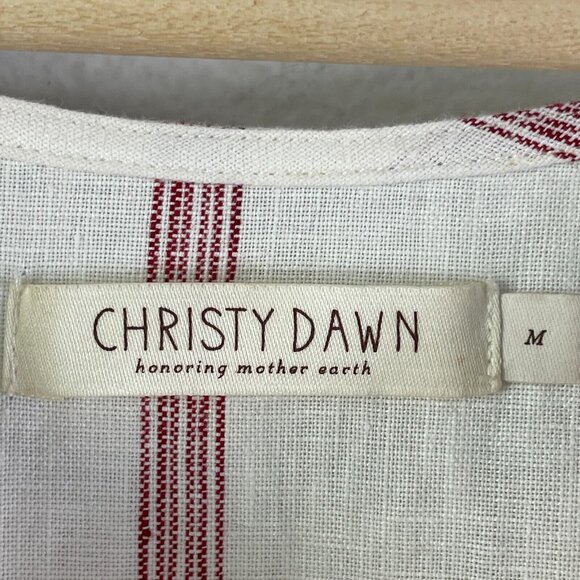 CHRISTY DAWN
honoring mother earth
M